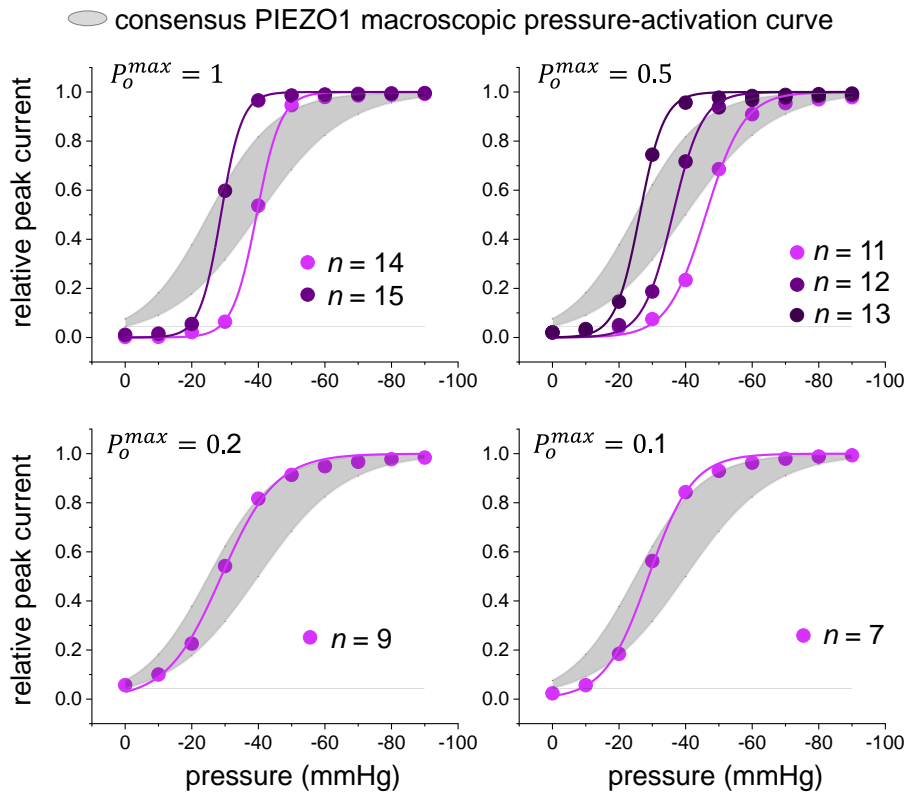 consensus PIEZO1 macroscopic pressure-activation curve
P_o^max = 1
relative peak current
1.0
0.8
0.6
0.4
0.2
0.0
n = 14
n = 15
0 -20 -40 -60 -80 -100
P_o^max = 0.5
1.0
0.8
0.6
0.4
0.2
0.0
n = 11
n = 12
n = 13
0 -20 -40 -60 -80 -100
P_o^max = 0.2
relative peak current
1.0
0.8
0.6
0.4
0.2
0.0
n = 9
0 -20 -40 -60 -80 -100
pressure (mmHg)
P_o^max = 0.1
1.0
0.8
0.6
0.4
0.2
0.0
n = 7
0 -20 -40 -60 -80 -100
pressure (mmHg)